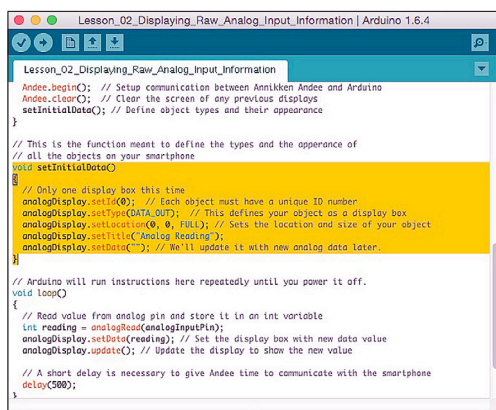 Lesson_02_Displaying_Raw_Analog_Input_Information | Arduino 1.6.4
Lesson_02_Displaying_Raw_Analog_Input_Information
Andee.begin();  // Setup communication between Annikken Andee and Arduino
Andee.clear();  // Clear the screen of any previous displays
setInitialData(); // Define object types and their appearance
}
// This is the function meant to define the types and the apperance of
// all the objects on your smartphone
void setInitialData()
{
// Only one display box this time
analogDisplay.setId(0);  // Each object must have a unique ID number
analogDisplay.setType(DATA_OUT);  // This defines your object as a display box
analogDisplay.setLocation(0, 0, FULL); // Sets the location and size of your object
analogDisplay.setTitle("Analog Reading");
analogDisplay.setData(""); // We'll update it with new analog data later.
}
// Arduino will run instructions here repeatedly until you power it off.
void loop()
{
// Read value from analog pin and store it in an int variable
int reading = analogRead(analogInputPin);
analogDisplay.setData(reading); // Set the display box with new data value
analogDisplay.update(); // Update the display to show the new value
// A short delay is necessary to give Andee time to communicate with the smartphone
delay(500);
}